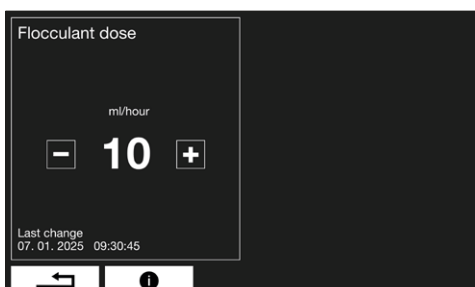 Flocculant dose
ml/hour
− 10 +
Last change
07. 01. 2025 09:30:45